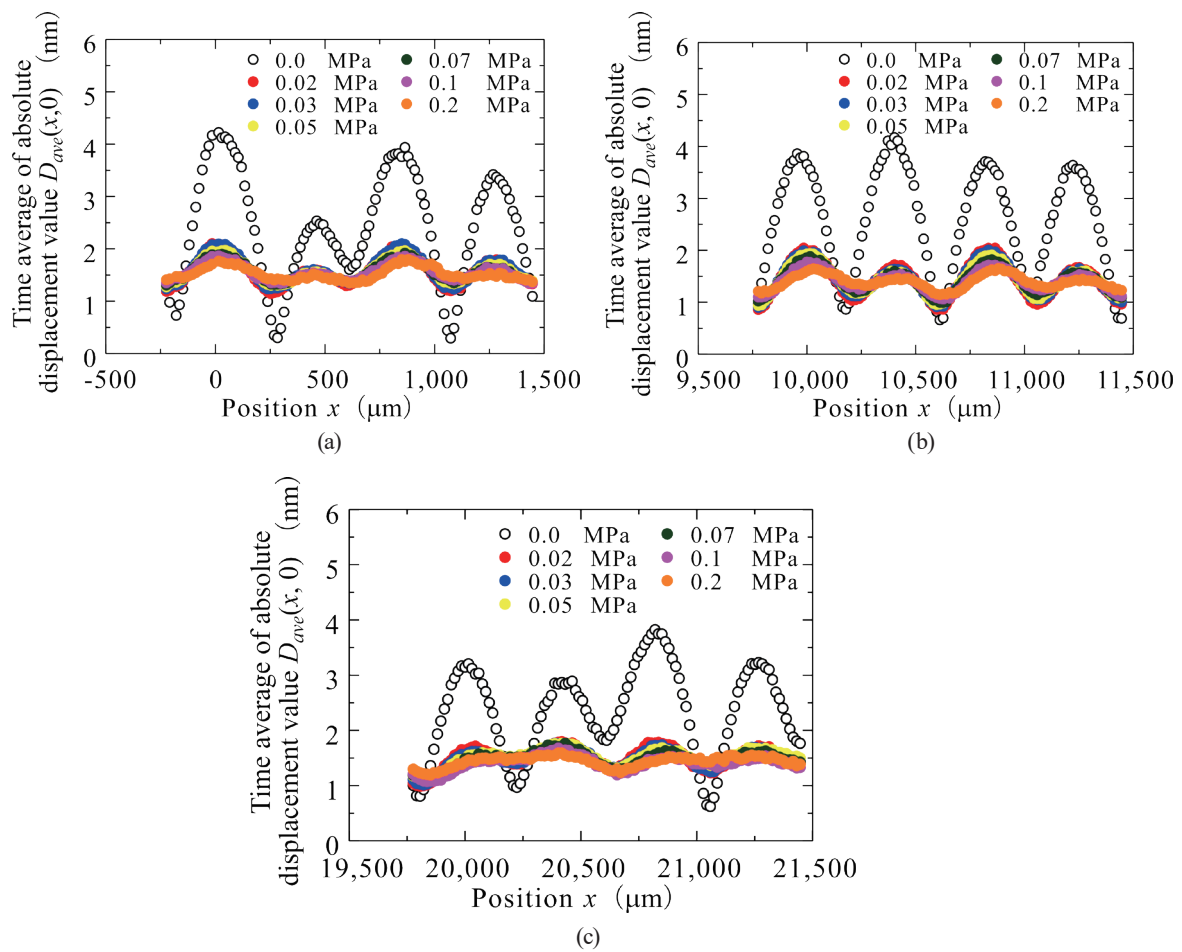 Time average of absolute
displacement value Dave(x,0) (nm)
6
5
4
3
2
1
0
0.0 MPa
0.02 MPa
0.03 MPa
0.05 MPa
0.07 MPa
0.1 MPa
0.2 MPa
-500 0 500 1,000 1,500
Position x (μm)
(a)
Time average of absolute
displacement value Dave(x, 0) (nm)
6
5
4
3
2
1
0
0.0 MPa
0.02 MPa
0.03 MPa
0.05 MPa
0.07 MPa
0.1 MPa
0.2 MPa
9,500 10,000 10,500 11,000 11,500
Position x (μm)
(b)
Time average of absolute
displacement value Dave(x, 0) (nm)
6
5
4
3
2
1
0
0.0 MPa
0.02 MPa
0.03 MPa
0.05 MPa
0.07 MPa
0.1 MPa
0.2 MPa
19,500 20,000 20,500 21,000 21,500
Position x (μm)
(c)